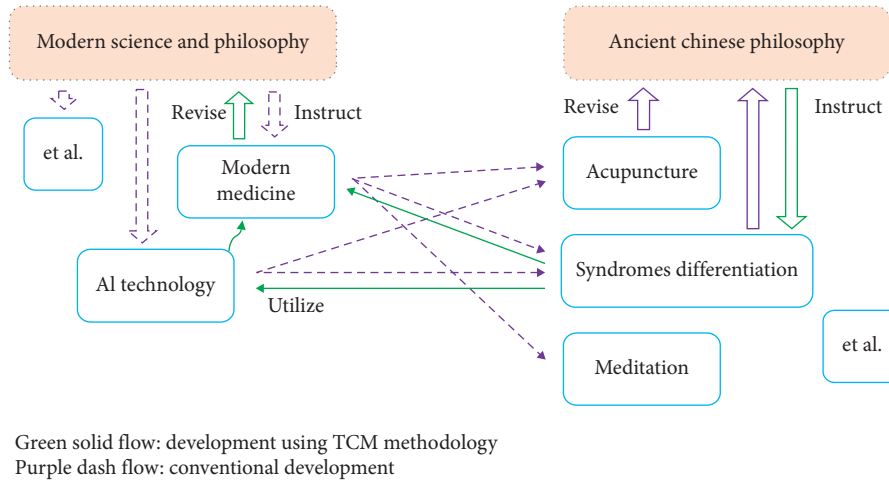 Modern science and philosophy
Ancient chinese philosophy
Revise
Instruct
Revise
Instruct
et al.
Modern
medicine
Acupuncture
AI technology
Syndromes differentiation
Utilize
et al.
Meditation
Green solid flow: development using TCM methodology
Purple dash flow: conventional development